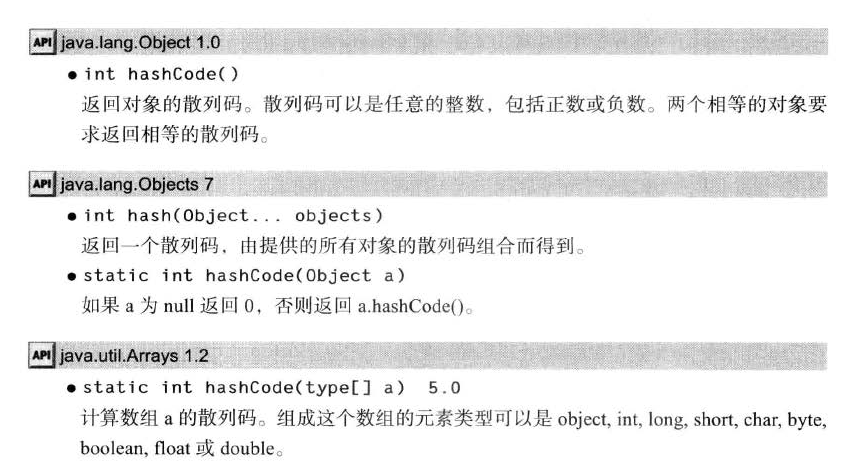 API java.lang.Object 1.0
● int hashCode()
返回对象的散列码。散列码可以是任意的整数，包括正数或负数。两个相等的对象要
求返回相等的散列码。
API java.lang.Objects 7
● int hash(Object... objects)
返回一个散列码，由提供的所有对象的散列码组合而得到。
● static int hashCode(Object a)
如果 a 为 null 返回 0，否则返回 a.hashCode()。
API java.util.Arrays 1.2
● static int hashCode(type[] a) 5.0
计算数组 a 的散列码。组成这个数组的元素类型可以是 object, int, long, short, char, byte,
boolean, float 或 double。